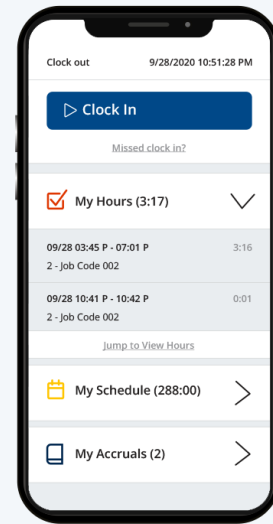 Clock out 9/28/2020 10:51:28 PM
Clock In
Missed clock in?
My Hours (3:17)
09/28 03:45 P - 07:01 P 3:16
2 - Job Code 002
09/28 10:41 P - 10:42 P 0:01
2 - Job Code 002
Jump to View Hours
My Schedule (288:00)
My Accruals (2)